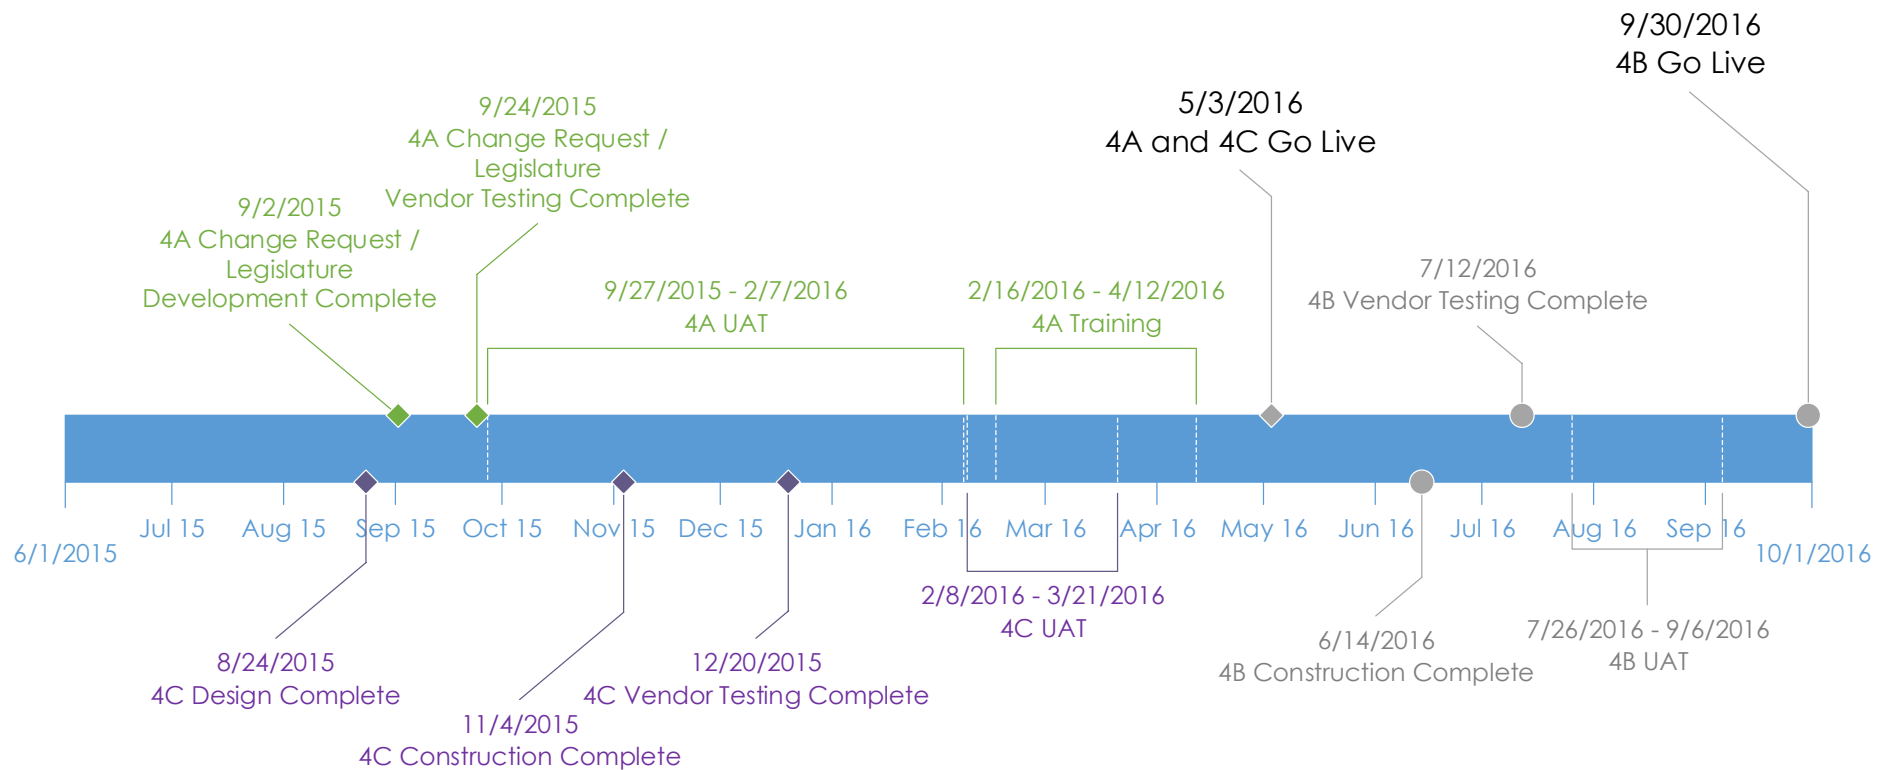 9/30/2016
4B Go Live
5/3/2016
4A and 4C Go Live
9/24/2015
4A Change Request /
Legislature
Vendor Testing Complete
9/2/2015
4A Change Request /
Legislature
Development Complete
9/27/2015 - 2/7/2016
4A UAT
2/16/2016 - 4/12/2016
4A Training
7/12/2016
4B Vendor Testing Complete
Jul 15
Aug 15
Sep 15
Oct 15
Nov 15
Dec 15
Jan 16
Feb 16
Mar 16
Apr 16
May 16
Jun 16
Jul 16
Aug 16
Sep 16
6/1/2015
10/1/2016
8/24/2015
4C Design Complete
11/4/2015
4C Construction Complete
12/20/2015
4C Vendor Testing Complete
2/8/2016 - 3/21/2016
4C UAT
6/14/2016
4B Construction Complete
7/26/2016 - 9/6/2016
4B UAT